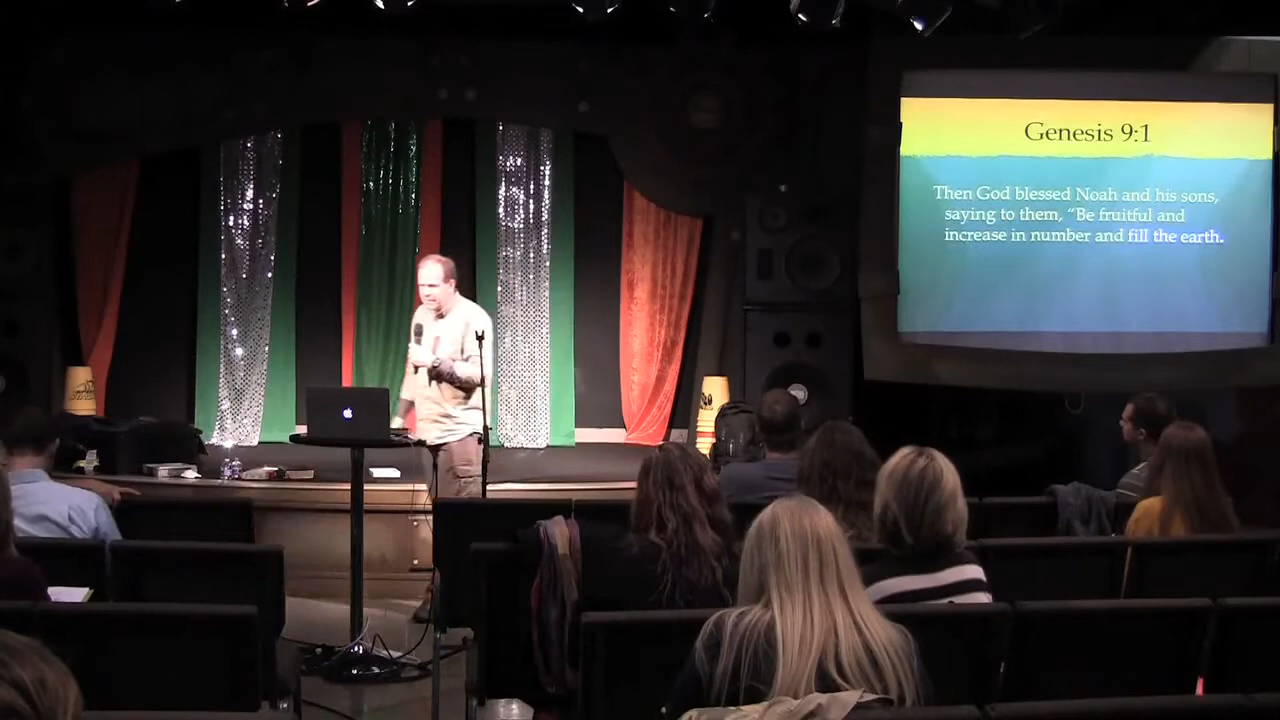 Genesis 9:1
Then God blessed Noah and his sons,
saying to them, “Be fruitful and
increase in number and fill the earth.